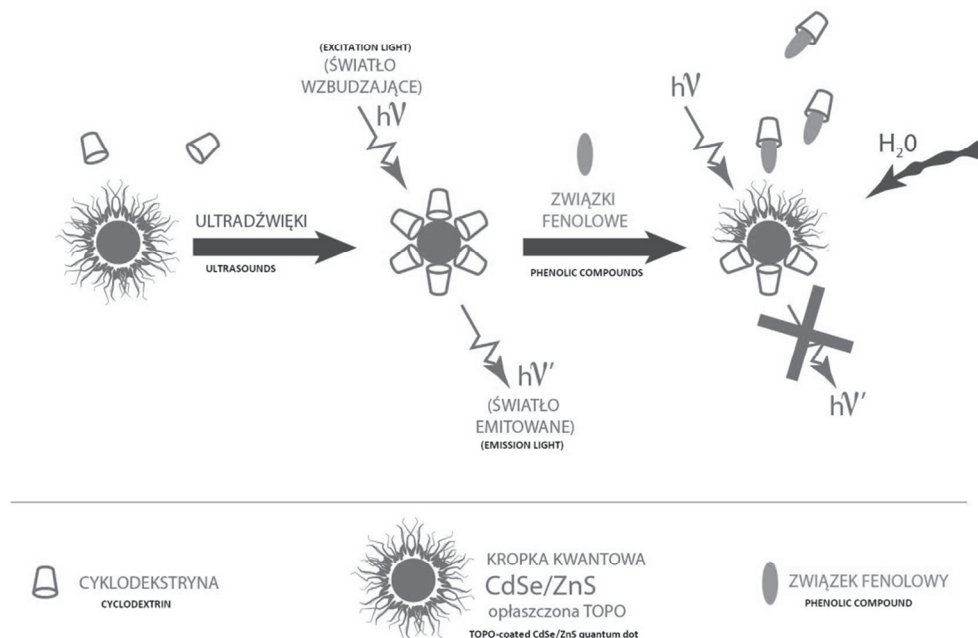 (EXCITATION LIGHT)
(ŚWIATŁO
WZBUDZAJĄCE)
hν
hν
H₂0
ULTRADŹWIĘKI
ULTRASOUNDS
ZWIĄZKI
FENOLOWE
PHENOLIC COMPOUNDS
hν'
(ŚWIATŁO
EMITOWANE)
(EMISSION LIGHT)
hν'
CYKLODEKSTRYNA
CYCLODEXTRIN
KROPKA KWANTOWA
CdSe/ZnS
opłaszczona TOPO
TOPO-coated CdSe/ZnS quantum dot
ZWIĄZEK FENOLOWY
PHENOLIC COMPOUND